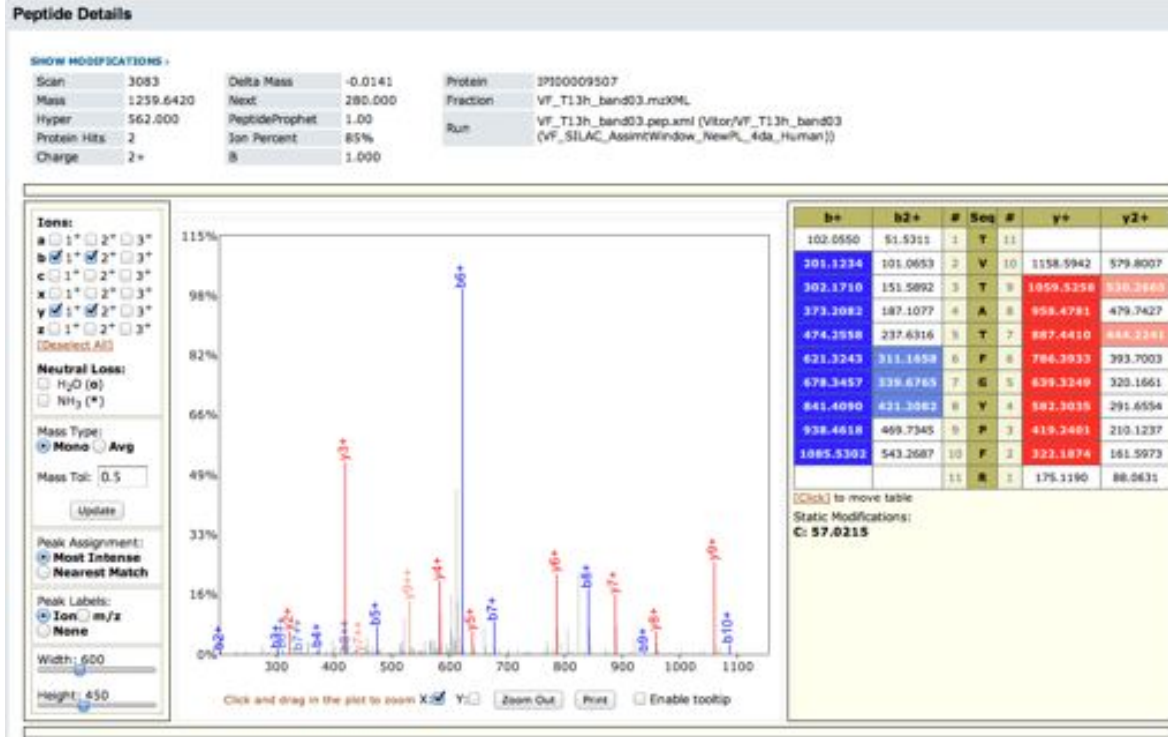 Peptide Details
SHOW MODIFICATIONS ›
Scan 3083 Delta Mass -0.0141 Protein IPI00009507
Mass 1259.6420 Next 280.000 Fraction VF_T13h_band03.mzXML
Hyper 562.000 PeptideProphet 1.00 Run VF_T13h_band03.pep.xml (Vitor/VF_T13h_band03
Protein Hits 2 Ion Percent 85% (VF_SILAC_AssimtWindow_NewPL_4da_Human))
Charge 2+ B 1.000
Ions:
a 1+ 2+ 3+
b 1+ 2+ 3+
c 1+ 2+ 3+
x 1+ 2+ 3+
y 1+ 2+ 3+
z 1+ 2+ 3+
[Deselect All]
Neutral Loss:
H2O (o)
NH3 (*)
Mass Type:
Mono Avg
Mass Tol: 0.5
Update
Peak Assignment:
Most Intense
Nearest Match
Peak Labels:
Ion m/z
None
Width: 600
Height: 450
115%
98%
82%
66%
49%
33%
16%
0%
b2+ b3+ y2+ b7++ b4+ y3+ b8++ y7++ b5+ y9++ y4+ b6+ y5+ b7+ y6+ b8+ y7+ b9+ y8+ y9+ b10+
300 400 500 600 700 800 900 1000 1100
Click and drag in the plot to zoom X: Y: Zoom Out Print Enable tooltip
b+ b2+ # Seq # y+ y2+
102.0550 51.5311 1 T 11
201.1234 101.0653 2 V 10 1158.5942 579.8007
302.1710 151.5892 3 T 9 1059.5258
373.2082 187.1077 4 A 8 958.4781 479.7427
474.2558 237.6316 5 T 7 887.4410 444.2241
621.3243 311.1658 6 F 6 786.3933 393.7003
678.3457 339.6765 7 G 5 639.3249 320.1661
841.4090 421.2082 8 Y 4 582.3035 291.6554
938.4618 469.7345 9 P 3 419.2401 210.1237
1085.5302 543.2687 10 F 2 322.1874 161.5973
11 R 1 175.1190 88.0631
[Click] to move table
Static Modifications:
C: 57.0215